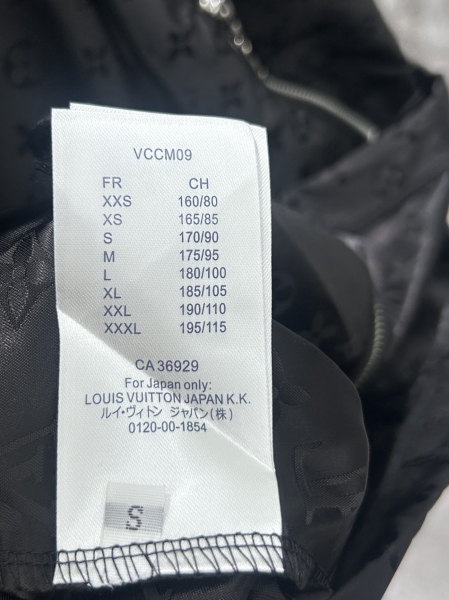 VCCM09
FR CH
XXS 160/80
XS 165/85
S 170/90
M 175/95
L 180/100
XL 185/105
XXL 190/110
XXXL 195/115
CA 36929
For Japan only:
LOUIS VUITTON JAPAN K.K.
ルイ・ヴィトン ジャパン(株)
0120-00-1854
S